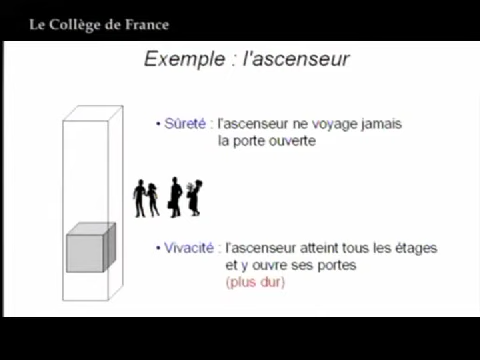 Le Collège de France
Exemple : l'ascenseur
• Sûreté : l'ascenseur ne voyage jamais
la porte ouverte
• Vivacité : l'ascenseur atteint tous les étages
et y ouvre ses portes
(plus dur)